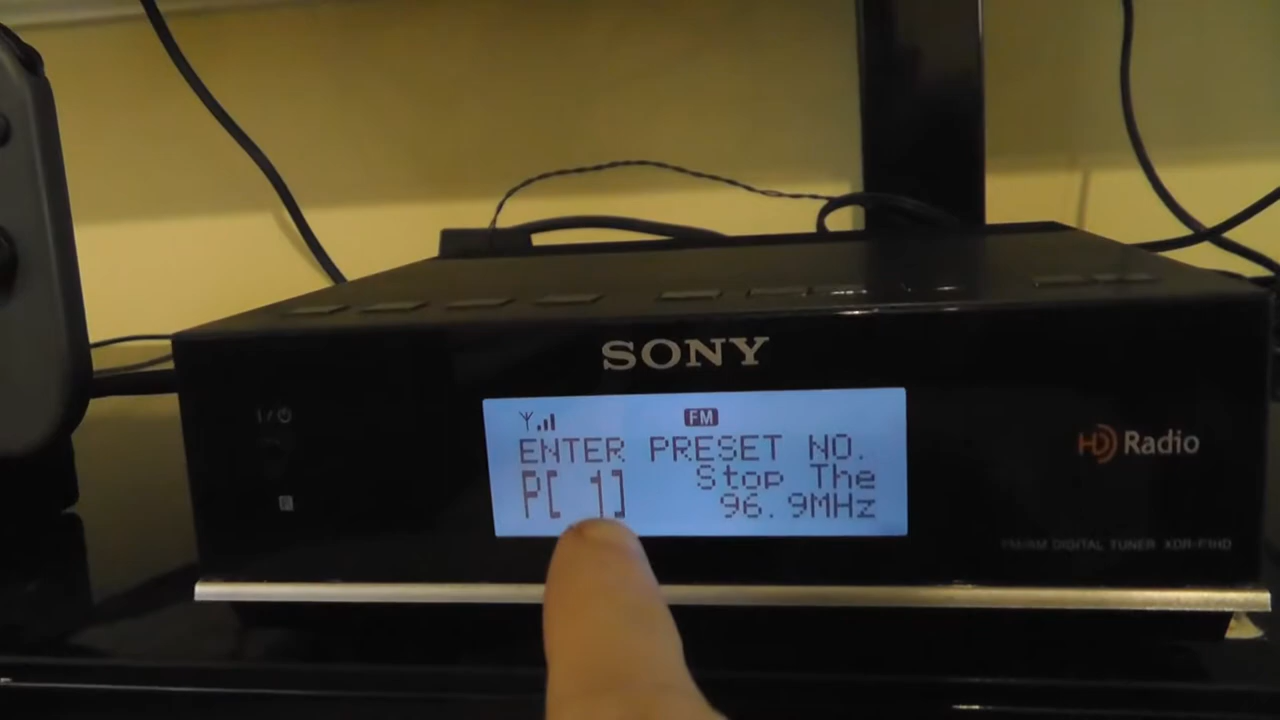 SONY
I/⏻
FM
ENTER PRESET NO.
P[ 1] Stop The
96.9MHz
HD Radio
FM/AM DIGITAL TUNER XDR-F1HD